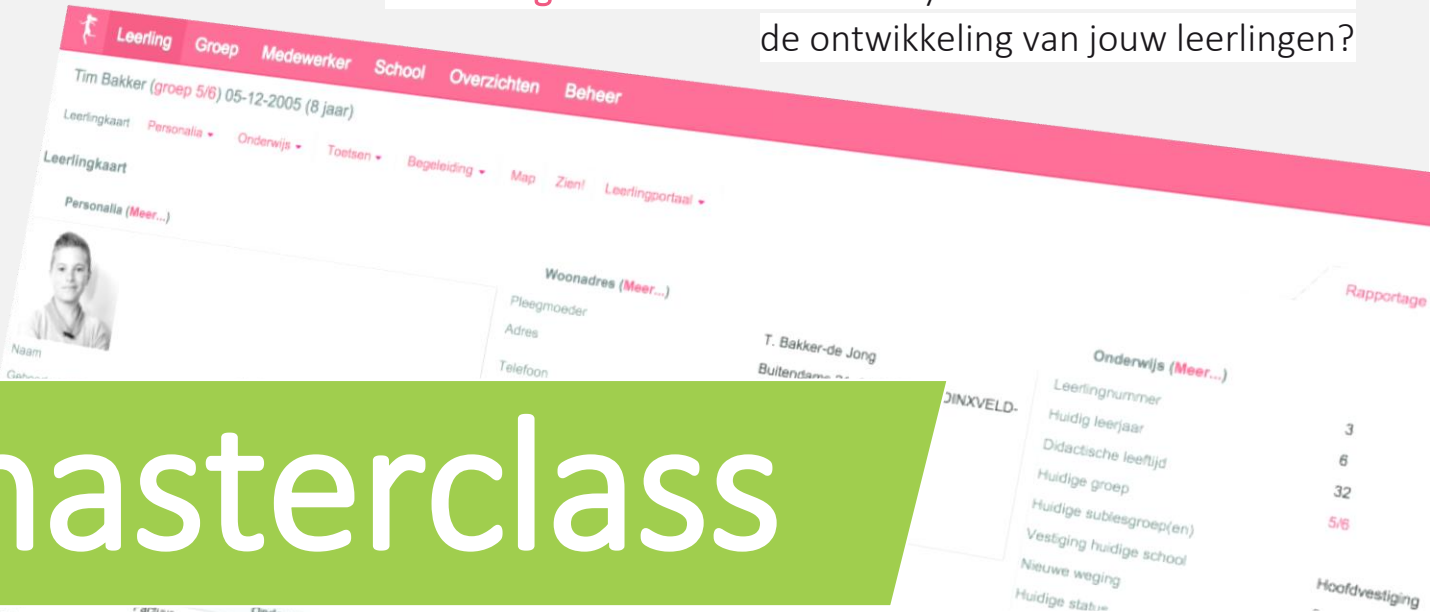 de ontwikkeling van jouw leerlingen?
Leerling Groep Medewerker School Overzichten Beheer
Tim Bakker (groep 5/6) 05-12-2005 (8 jaar)
Leerlingkaart Personalia Onderwijs Toetsen Begeleiding Map Zien! Leerlingportaal
Leerlingkaart
Rapportage
Personalia (Meer...)
Naam
Woonadres (Meer...)
Pleegmoeder
T. Bakker-de Jong
Adres
Telefoon
DINXVELD-
Onderwijs (Meer...)
Leerlingnummer
3
Huidig leerjaar
6
Didactische leeftijd
32
Huidige groep
5/6
Huidige sublesgroep(en)
Vestiging huidige school
Hoofdvestiging
Nieuwe weging
Huidige status
masterclass